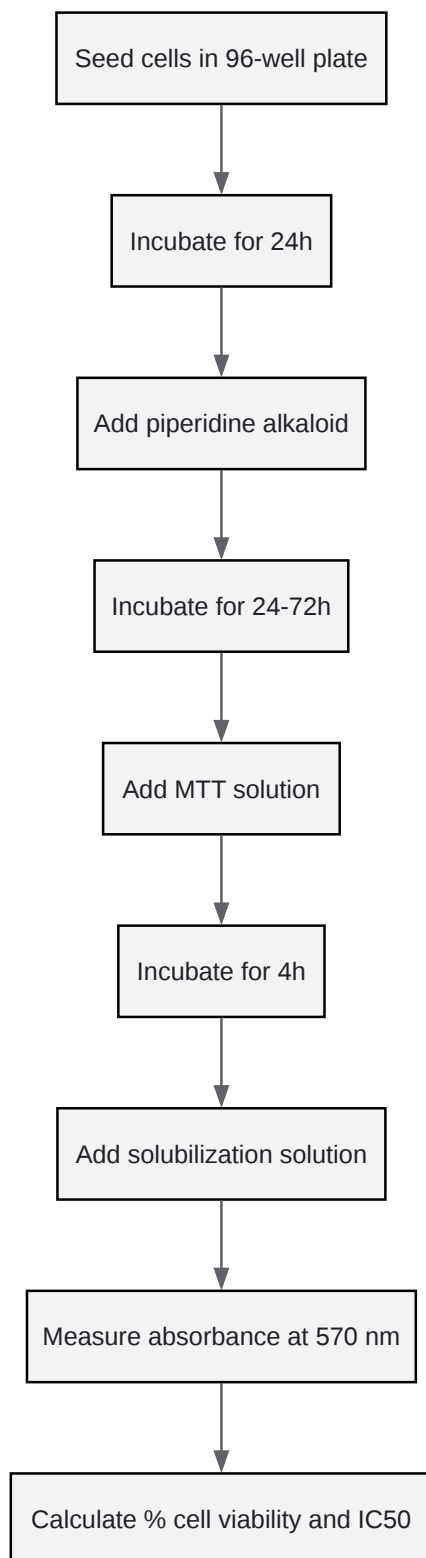 Seed cells in 96-well plate
Incubate for 24h
Add piperidine alkaloid
Incubate for 24-72h
Add MTT solution
Incubate for 4h
Add solubilization solution
Measure absorbance at 570 nm
Calculate % cell viability and IC50